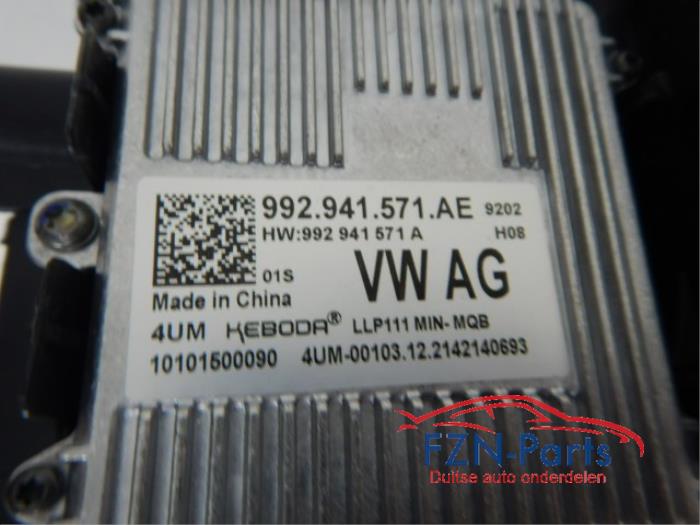 992.941.571.AE 9202
HW:992 941 571 A H08
01S VW AG
Made in China
4UM KEBODA® LLP111 MIN-MQB
10101500090 4UM-00103.12.2142140693
FZN-Parts
Duitse auto onderdelen